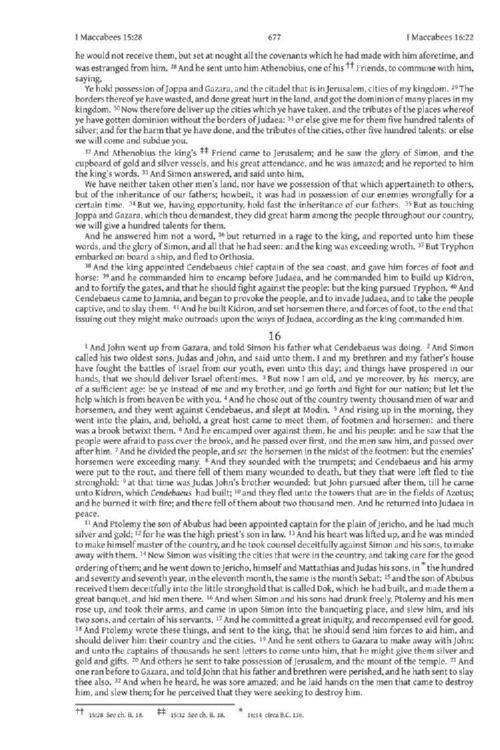 I Maccabees 15:28 677 I Maccabees 16:22
he would not receive them, but set at nought all the covenants which he had made with him aforetime, and
was estranged from him. 28 And he sent unto him Athenobius, one of his †† Friends, to commune with him,
saying,
Ye hold possession of Joppa and Gazara, and the citadel that is in Jerusalem, cities of my kingdom. 29 The
borders thereof ye have wasted, and done great hurt in the land, and got the dominion of many places in my
kingdom. 30 Now therefore deliver up the cities which ye have taken, and the tributes of the places whereof
ye have gotten dominion without the borders of Judaea: 31 or else give me for them five hundred talents of
silver; and for the harm that ye have done, and the tributes of the cities, other five hundred talents: or else
we will come and subdue you.
32 And Athenobius the king's ‡‡ Friend came to Jerusalem; and he saw the glory of Simon, and the
cupboard of gold and silver vessels, and his great attendance, and he was amazed; and he reported to him
the king's words. 33 And Simon answered, and said unto him,
We have neither taken other men's land, nor have we possession of that which appertaineth to others,
but of the inheritance of our fathers; howbeit, it was had in possession of our enemies wrongfully for a
certain time. 34 But we, having opportunity, hold fast the inheritance of our fathers. 35 But as touching
Joppa and Gazara, which thou demandest, they did great harm among the people throughout our country,
we will give a hundred talents for them.
And he answered him not a word, 36 but returned in a rage to the king, and reported unto him these
words, and the glory of Simon, and all that he had seen: and the king was exceeding wroth. 37 But Tryphon
embarked on board a ship, and fled to Orthosia.
38 And the king appointed Cendebaeus chief captain of the sea coast, and gave him forces of foot and
horse: 39 and he commanded him to encamp before Judaea, and he commanded him to build up Kidron,
and to fortify the gates, and that he should fight against the people: but the king pursued Tryphon. 40 And
Cendebaeus came to Jamnia, and began to provoke the people, and to invade Judaea, and to take the people
captive, and to slay them. 41 And he built Kidron, and set horsemen there, and forces of foot, to the end that
issuing out they might make outroads upon the ways of Judaea, according as the king commanded him.
16
1 And John went up from Gazara, and told Simon his father what Cendebaeus was doing. 2 And Simon
called his two oldest sons, Judas and John, and said unto them, I and my brethren and my father's house
have fought the battles of Israel from our youth, even unto this day; and things have prospered in our
hands, that we should deliver Israel oftentimes. 3 But now I am old, and ye moreover, by his mercy, are
of a sufficient age: be ye instead of me and my brother, and go forth and fight for our nation; but let the
help which is from heaven be with you. 4 And he chose out of the country twenty thousand men of war and
horsemen, and they went against Cendebaeus, and slept at Modin. 5 And rising up in the morning, they
went into the plain, and, behold, a great host came to meet them, of footmen and horsemen: and there
was a brook betwixt them. 6 And he encamped over against them, he and his people: and he saw that the
people were afraid to pass over the brook, and he passed over first, and the men saw him, and passed over
after him. 7 And he divided the people, and set the horsemen in the midst of the footmen: but the enemies'
horsemen were exceeding many. 8 And they sounded with the trumpets; and Cendebaeus and his army
were put to the rout, and there fell of them many wounded to death, but they that were left fled to the
stronghold: 9 at that time was Judas John's brother wounded: but John pursued after them, till he came
unto Kidron, which Cendebaeus had built; 10 and they fled unto the towers that are in the fields of Azotus;
and he burned it with fire; and there fell of them about two thousand men. And he returned into Judaea in
peace.
11 And Ptolemy the son of Abubus had been appointed captain for the plain of Jericho, and he had much
silver and gold; 12 for he was the high priest's son in law. 13 And his heart was lifted up, and he was minded
to make himself master of the country, and he took counsel deceitfully against Simon and his sons, to make
away with them. 14 Now Simon was visiting the cities that were in the country, and taking care for the good
ordering of them; and he went down to Jericho, himself and Mattathias and Judas his sons, in * the hundred
and seventy and seventh year, in the eleventh month, the same is the month Sebat: 15 and the son of Abubus
received them deceitfully into the little stronghold that is called Dok, which he had built, and made them a
great banquet, and hid men there. 16 And when Simon and his sons had drunk freely, Ptolemy and his men
rose up, and took their arms, and came in upon Simon into the banqueting place, and slew him, and his
two sons, and certain of his servants. 17 And he committed a great iniquity, and recompensed evil for good.
18 And Ptolemy wrote these things, and sent to the king, that he should send him forces to aid him, and
should deliver him their country and the cities. 19 And he sent others to Gazara to make away with John:
and unto the captains of thousands he sent letters to come unto him, that he might give them silver and
gold and gifts. 20 And others he sent to take possession of Jerusalem, and the mount of the temple. 21 And
one ran before to Gazara, and told John that his father and brethren were perished, and he hath sent to slay
thee also. 22 And when he heard, he was sore amazed; and he laid hands on the men that came to destroy
him, and slew them; for he perceived that they were seeking to destroy him.
†† 15:28 See ch. ii. 18. ‡‡ 15:32 See ch. ii. 18. * 16:14 circa B.C. 136.